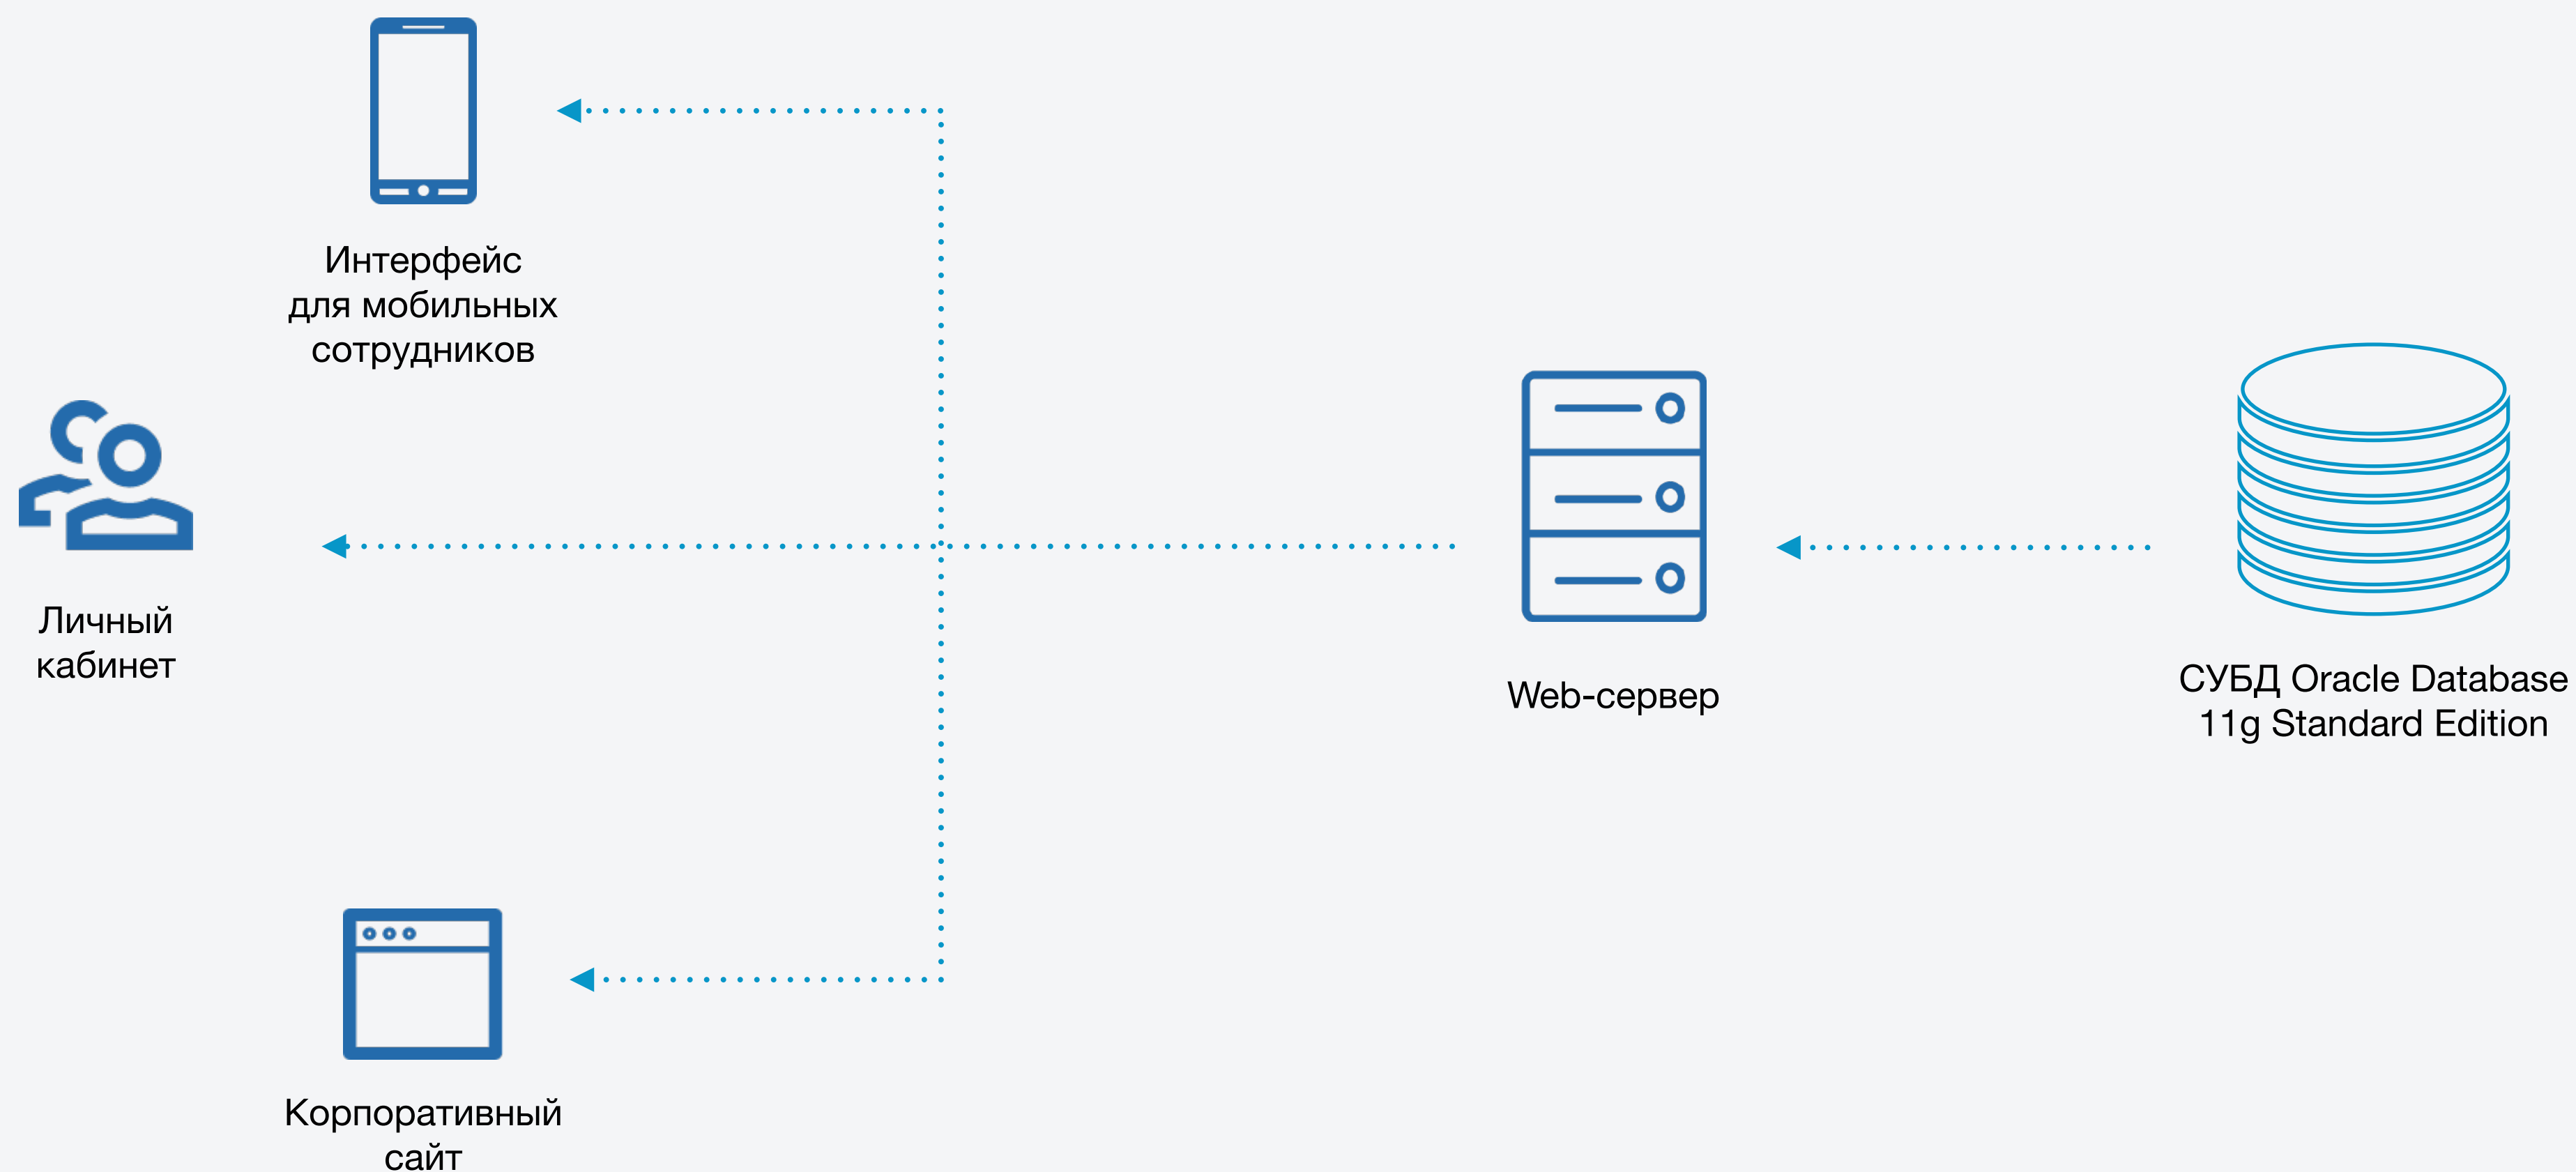 Интерфейс
для мобильных
сотрудников
Личный
кабинет
Web-сервер
СУБД Oracle Database
11g Standard Edition
Корпоративный
сайт